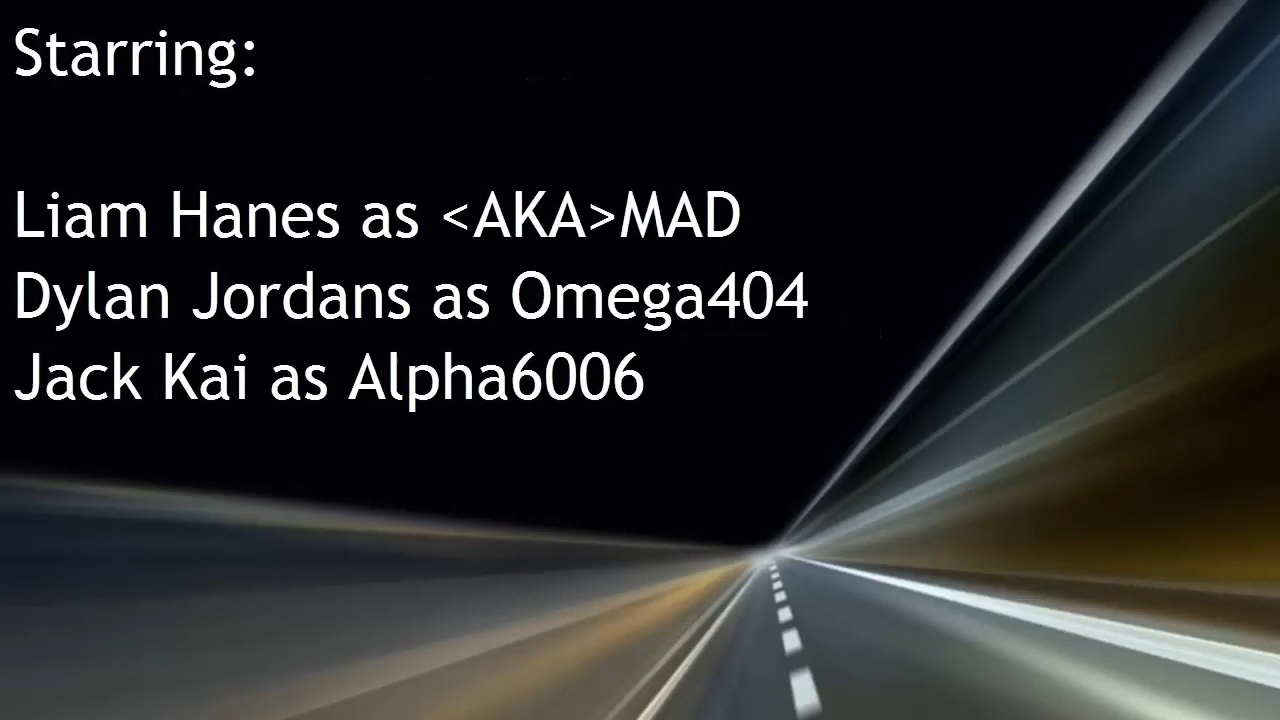 Starring:
Liam Hanes as <AKA>MAD
Dylan Jordans as Omega404
Jack Kai as Alpha6006